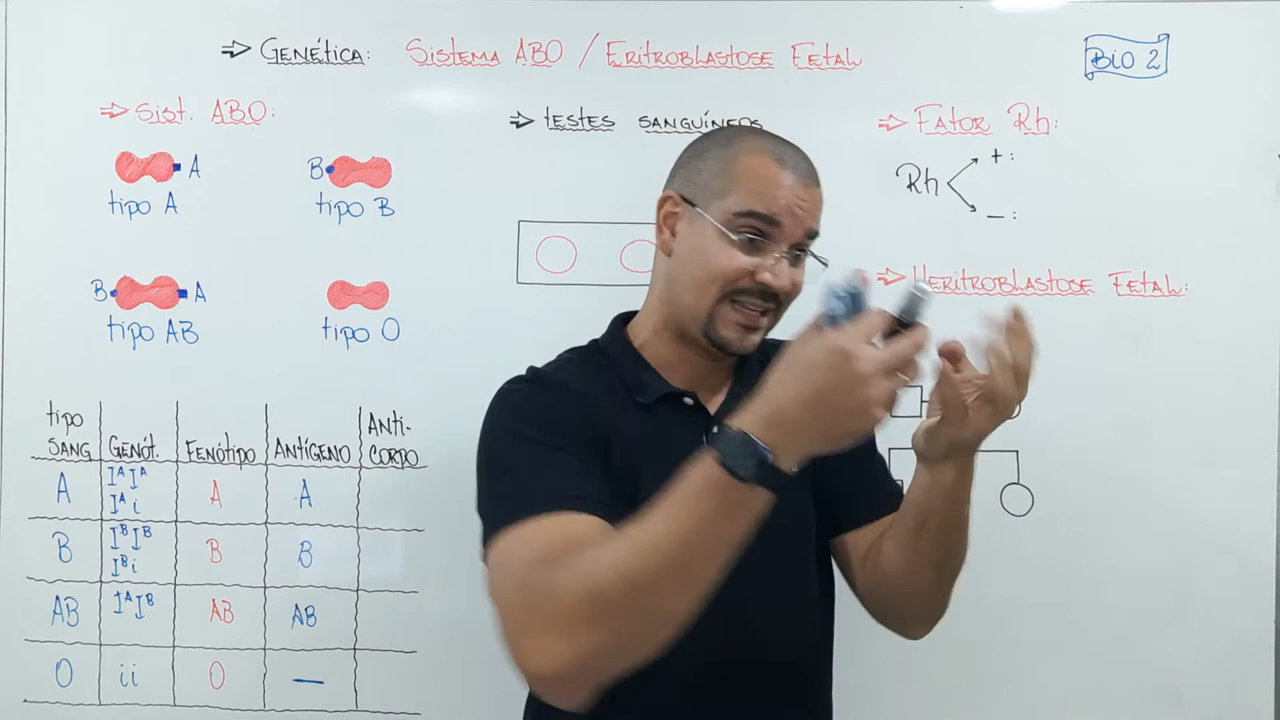 ⇒ GENÉTICA: SISTEMA ABO / ERITROBLASTOSE FETAL
BIO 2
⇒ SIST. ABO:
A
tipo A
B
tipo B
B A
tipo AB
tipo O
tipo SANG
GENÓT.
FENÓTIPO
ANTÍGENO
ANTI-
CORPO
A
IᴬIᴬ
Iᴬi
A
A
B
IᴮIᴮ
Iᴮi
B
B
AB
IᴬIᴮ
AB
AB
O
ii
O
—
⇒ TESTES SANGUÍNEOS
⇒ FATOR Rh:
Rh
+ :
− :
⇒ HERITROBLASTOSE FETAL: